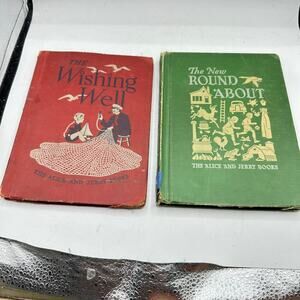 THE
Wishing
Well
THE ALICE AND JERRY BOOKS
The New
ROUND
ABOUT
THE ALICE AND JERRY BOOKS